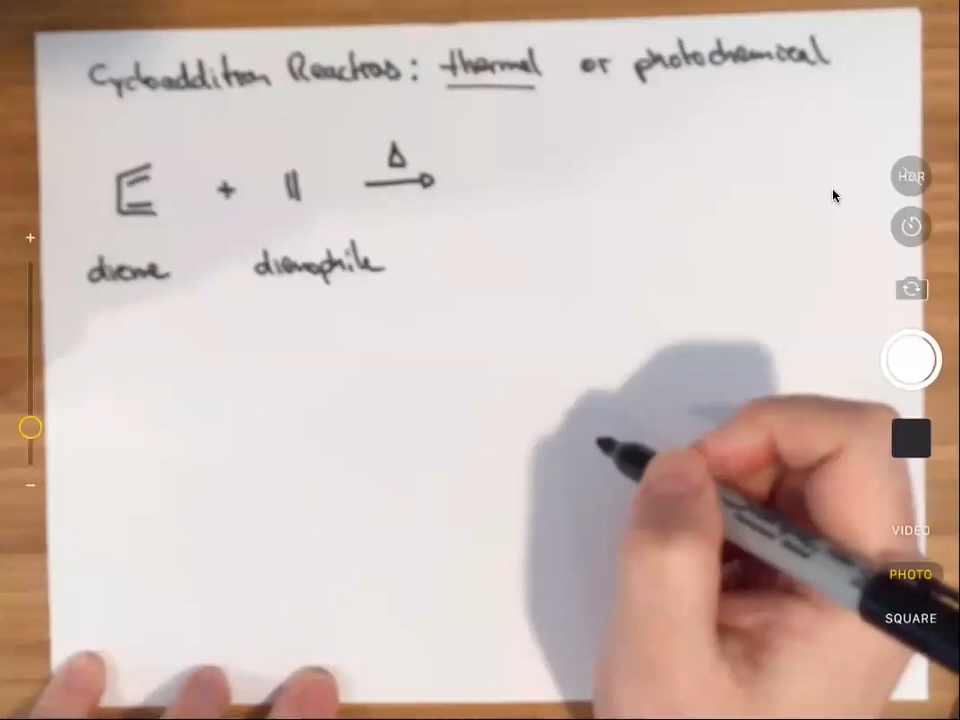 Cycloaddition Reactions: thermal or photochemical
+ Δ
diene dienophile
HDR
VIDEO
PHOTO
SQUARE